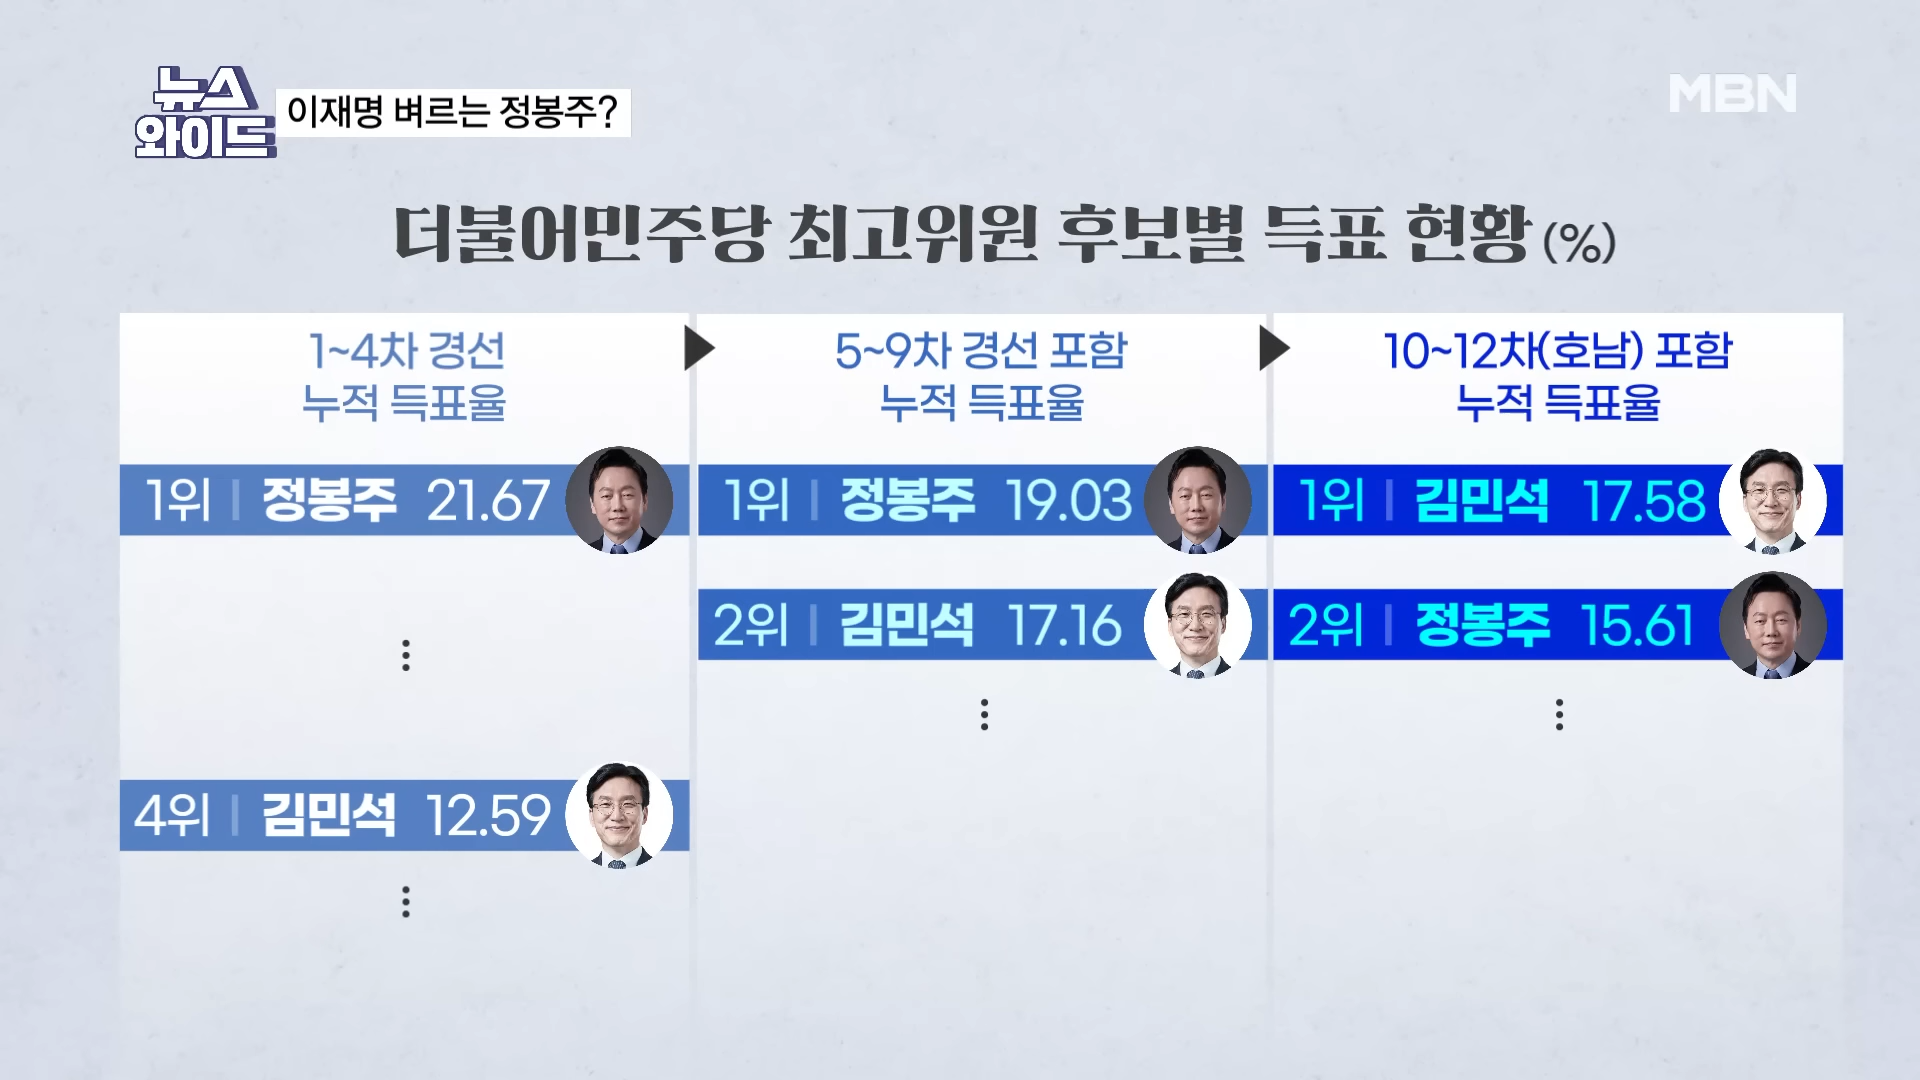 뉴스
와이드
이재명 벼르는 정봉주?
MBN
더불어민주당 최고위원 후보별 득표 현황 (%)
1~4차 경선
누적 득표율
1위 정봉주 21.67
4위 김민석 12.59
5~9차 경선 포함
누적 득표율
1위 정봉주 19.03
2위 김민석 17.16
10~12차(호남) 포함
누적 득표율
1위 김민석 17.58
2위 정봉주 15.61